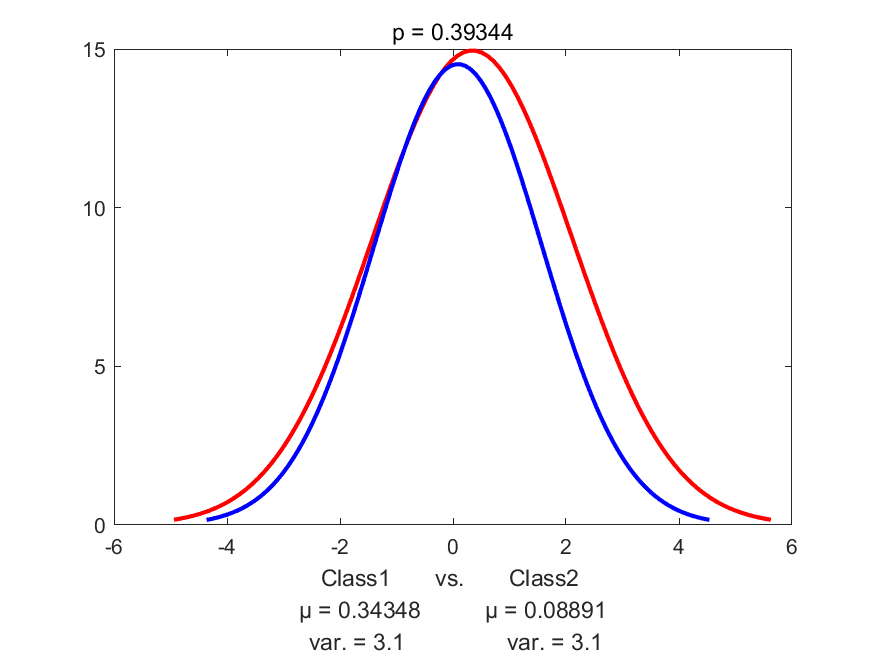 p = 0.39344
15
10
5
0
-6 -4 -2 0 2 4 6
Class1 vs. Class2
μ = 0.34348 μ = 0.08891
var. = 3.1 var. = 3.1